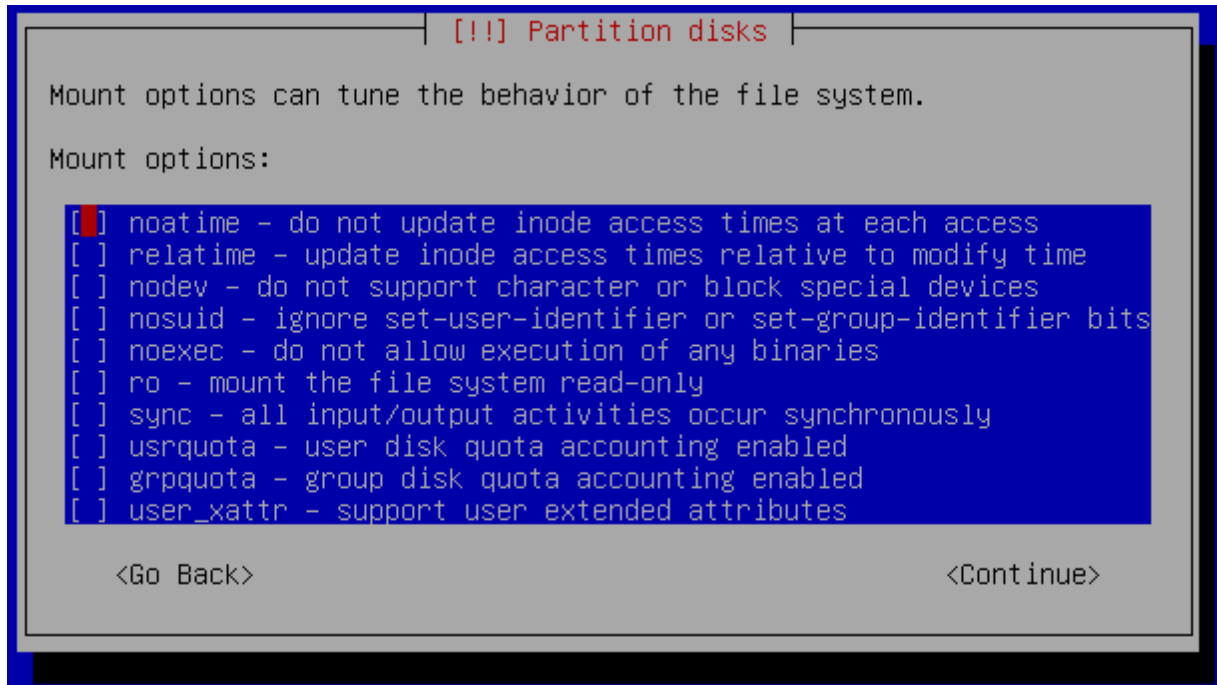 [!!] Partition disks
Mount options can tune the behavior of the file system.
Mount options:
[ ] noatime - do not update inode access times at each access
[ ] relatime - update inode access times relative to modify time
[ ] nodev - do not support character or block special devices
[ ] nosuid - ignore set-user-identifier or set-group-identifier bits
[ ] noexec - do not allow execution of any binaries
[ ] ro - mount the file system read-only
[ ] sync - all input/output activities occur synchronously
[ ] usrquota - user disk quota accounting enabled
[ ] grpquota - group disk quota accounting enabled
[ ] user_xattr - support user extended attributes
<Go Back> <Continue>